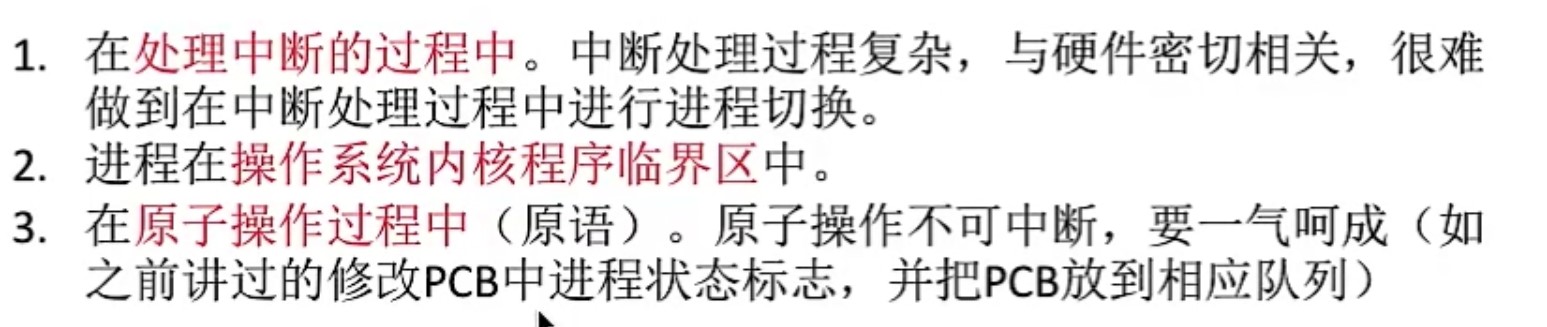 1. 在处理中断的过程中。中断处理过程复杂，与硬件密切相关，很难
做到在中断处理过程中进行进程切换。
2. 进程在操作系统内核程序临界区中。
3. 在原子操作过程中（原语）。原子操作不可中断，要一气呵成（如
之前讲过的修改PCB中进程状态标志，并把PCB放到相应队列）